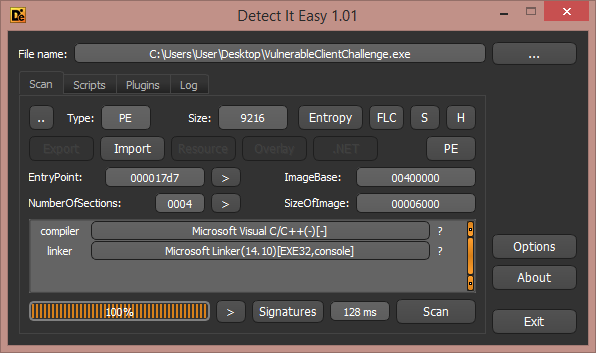 Detect It Easy 1.01
File name: C:\Users\User\Desktop\VulnerableClientChallenge.exe ...
Scan Scripts Plugins Log
.. Type: PE Size: 9216 Entropy FLC S H
Export Import Resource Overlay .NET PE
EntryPoint: 000017d7 > ImageBase: 00400000
NumberOfSections: 0004 > SizeOfImage: 00006000
compiler Microsoft Visual C/C++(-)[-] ?
linker Microsoft Linker(14.10)[EXE32,console] ?
Options
About
100% > Signatures 128 ms Scan
Exit